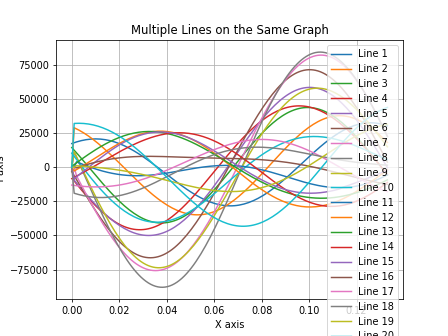 Multiple Lines on the Same Graph
75000
50000
25000
0
−25000
−50000
−75000
axis
0.00
0.02
0.04
0.06
0.08
0.10
X axis
Line 1
Line 2
Line 3
Line 4
Line 5
Line 6
Line 7
Line 8
Line 9
Line 10
Line 11
Line 12
Line 13
Line 14
Line 15
Line 16
Line 17
Line 18
Line 19
Line 20